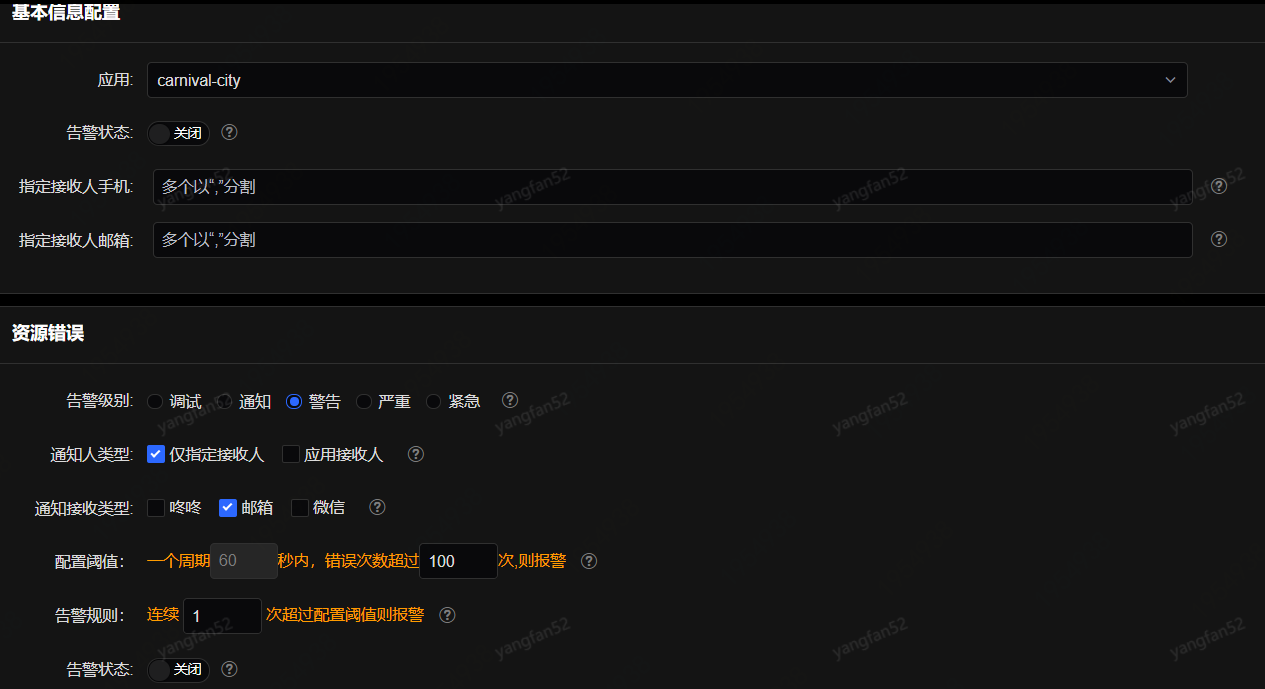 基本信息配置
应用: carnival-city
告警状态: 关闭
指定接收人手机: 多个以“,”分割
指定接收人邮箱: 多个以“,”分割
yangfan52 yangfan52 yangfan52 yangfan52
资源错误
告警级别: 调试 通知 警告 严重 紧急
yangfan52 yangfan52 yangfan52 yangfan52
通知人类型: 仅指定接收人 应用接收人
通知接收类型: 咚咚 邮箱 微信
配置阈值: 一个周期 60 秒内，错误次数超过 100 次,则报警
告警规则: 连续 1 次超过配置阈值则报警
yangfan52 yangfan52 yangfan52 yangfan52
告警状态: 关闭